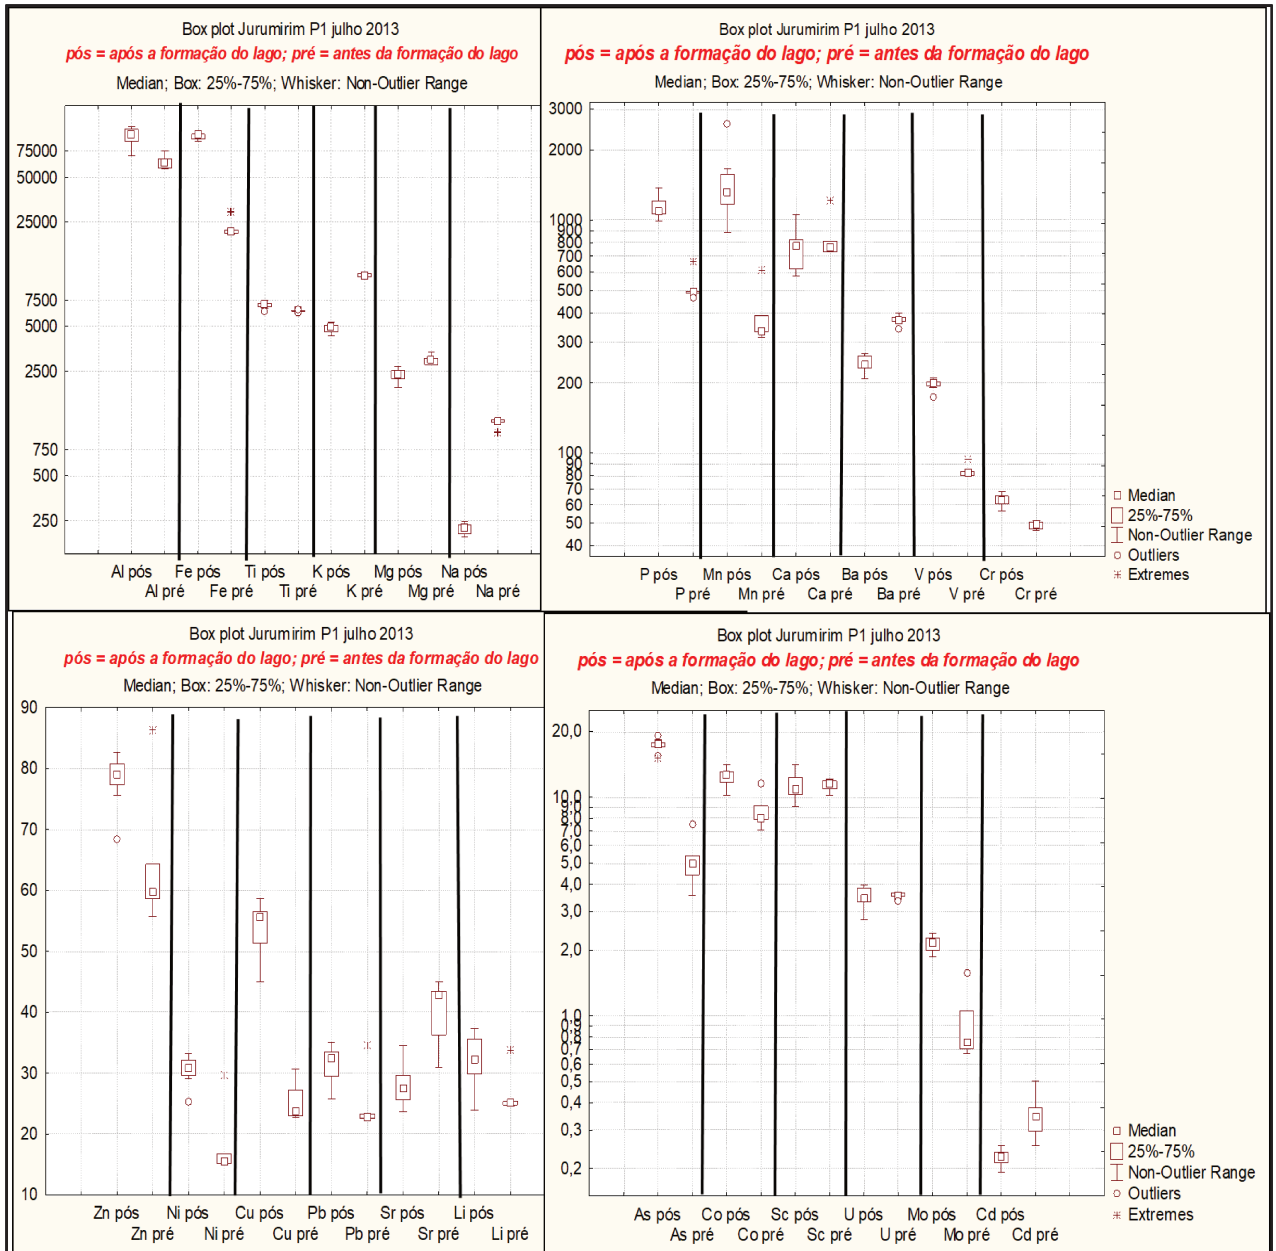 Box plot Jurumirim P1 julho 2013
pós = após a formação do lago; pré = antes da formação do lago
Median; Box: 25%-75%; Whisker: Non-Outlier Range
75000
50000
25000
7500
5000
2500
750
500
250
Al pós Fe pós Ti pós K pós Mg pós Na pós
Al pré Fe pré Ti pré K pré Mg pré Na pré
Box plot Jurumirim P1 julho 2013
pós = após a formação do lago; pré = antes da formação do lago
Median; Box: 25%-75%; Whisker: Non-Outlier Range
3000
2000
1000
900
800
700
600
500
400
300
200
100
90
80
70
60
50
40
P pós Mn pós Ca pós Ba pós V pós Cr pós
P pré Mn pré Ca pré Ba pré V pré Cr pré
Median
25%-75%
Non-Outlier Range
Outliers
Extremes
Box plot Jurumirim P1 julho 2013
pós = após a formação do lago; pré = antes da formação do lago
Median; Box: 25%-75%; Whisker: Non-Outlier Range
90
80
70
60
50
40
30
20
10
Zn pós Ni pós Cu pós Pb pós Sr pós Li pós
Zn pré Ni pré Cu pré Pb pré Sr pré Li pré
Box plot Jurumirim P1 julho 2013
pós = após a formação do lago; pré = antes da formação do lago
Median; Box: 25%-75%; Whisker: Non-Outlier Range
20,0
10,0
9,0
8,0
7,0
6,0
5,0
4,0
3,0
2,0
1,0
0,9
0,8
0,7
0,6
0,5
0,4
0,3
0,2
As pós Co pós Sc pós U pós Mo pós Cd pós
As pré Co pré Sc pré U pré Mo pré Cd pré
Median
25%-75%
Non-Outlier Range
Outliers
Extremes